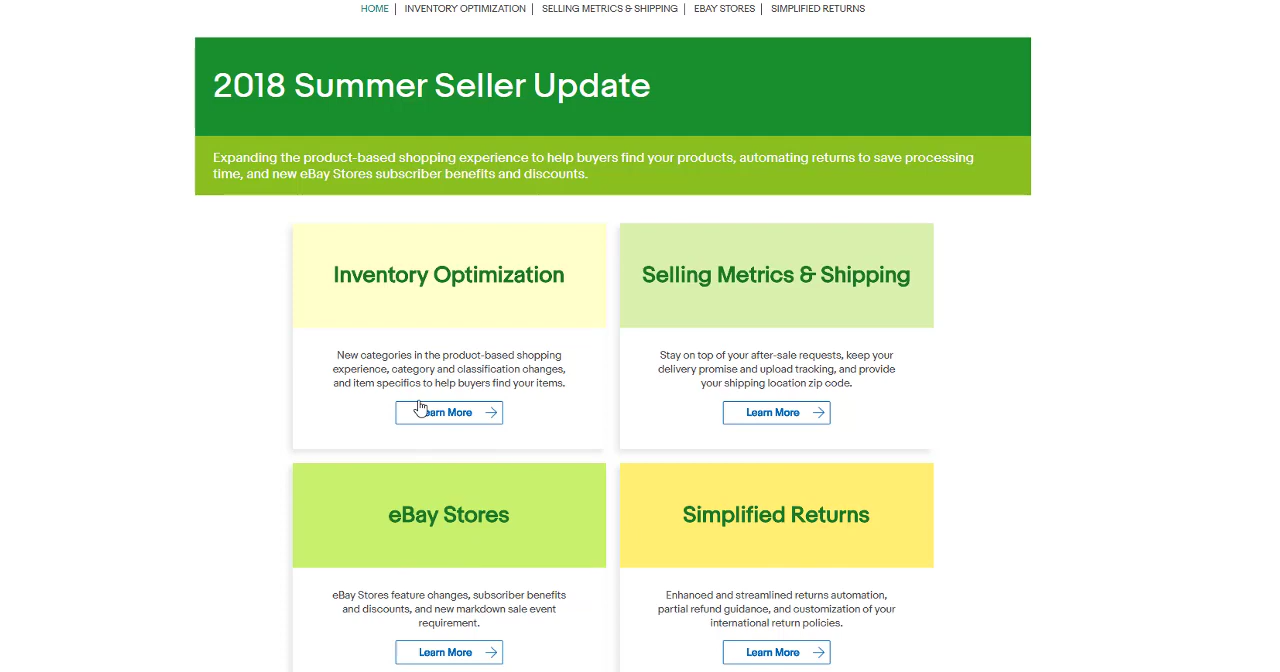 HOME | INVENTORY OPTIMIZATION | SELLING METRICS & SHIPPING | EBAY STORES | SIMPLIFIED RETURNS
2018 Summer Seller Update
Expanding the product-based shopping experience to help buyers find your products, automating returns to save processing
time, and new eBay Stores subscriber benefits and discounts.
Inventory Optimization
New categories in the product-based shopping
experience, category and classification changes,
and item specifics to help buyers find your items.
Learn More
Selling Metrics & Shipping
Stay on top of your after-sale requests, keep your
delivery promise and upload tracking, and provide
your shipping location zip code.
Learn More
eBay Stores
eBay Stores feature changes, subscriber benefits
and discounts, and new markdown sale event
requirement.
Learn More
Simplified Returns
Enhanced and streamlined returns automation,
partial refund guidance, and customization of your
international return policies.
Learn More